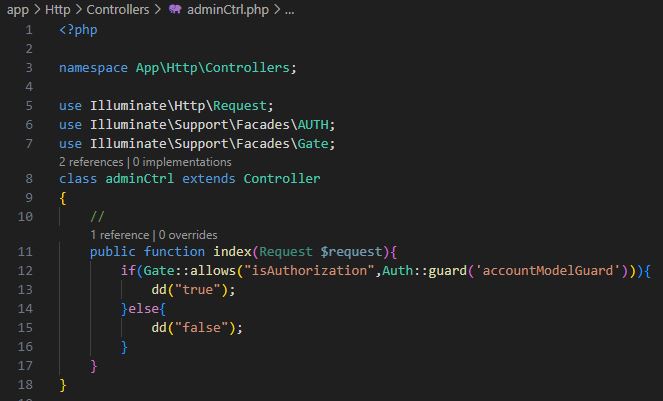 app > Http > Controllers > adminCtrl.php > ...
1 <?php
2
3 namespace App\Http\Controllers;
4
5 use Illuminate\Http\Request;
6 use Illuminate\Support\Facades\AUTH;
7 use Illuminate\Support\Facades\Gate;
2 references | 0 implementations
8 class adminCtrl extends Controller
9 {
10     //
1 reference | 0 overrides
11     public function index(Request $request){
12         if(Gate::allows("isAuthorization",Auth::guard('accountModelGuard'))){
13             dd("true");
14         }else{
15             dd("false");
16         }
17     }
18 }